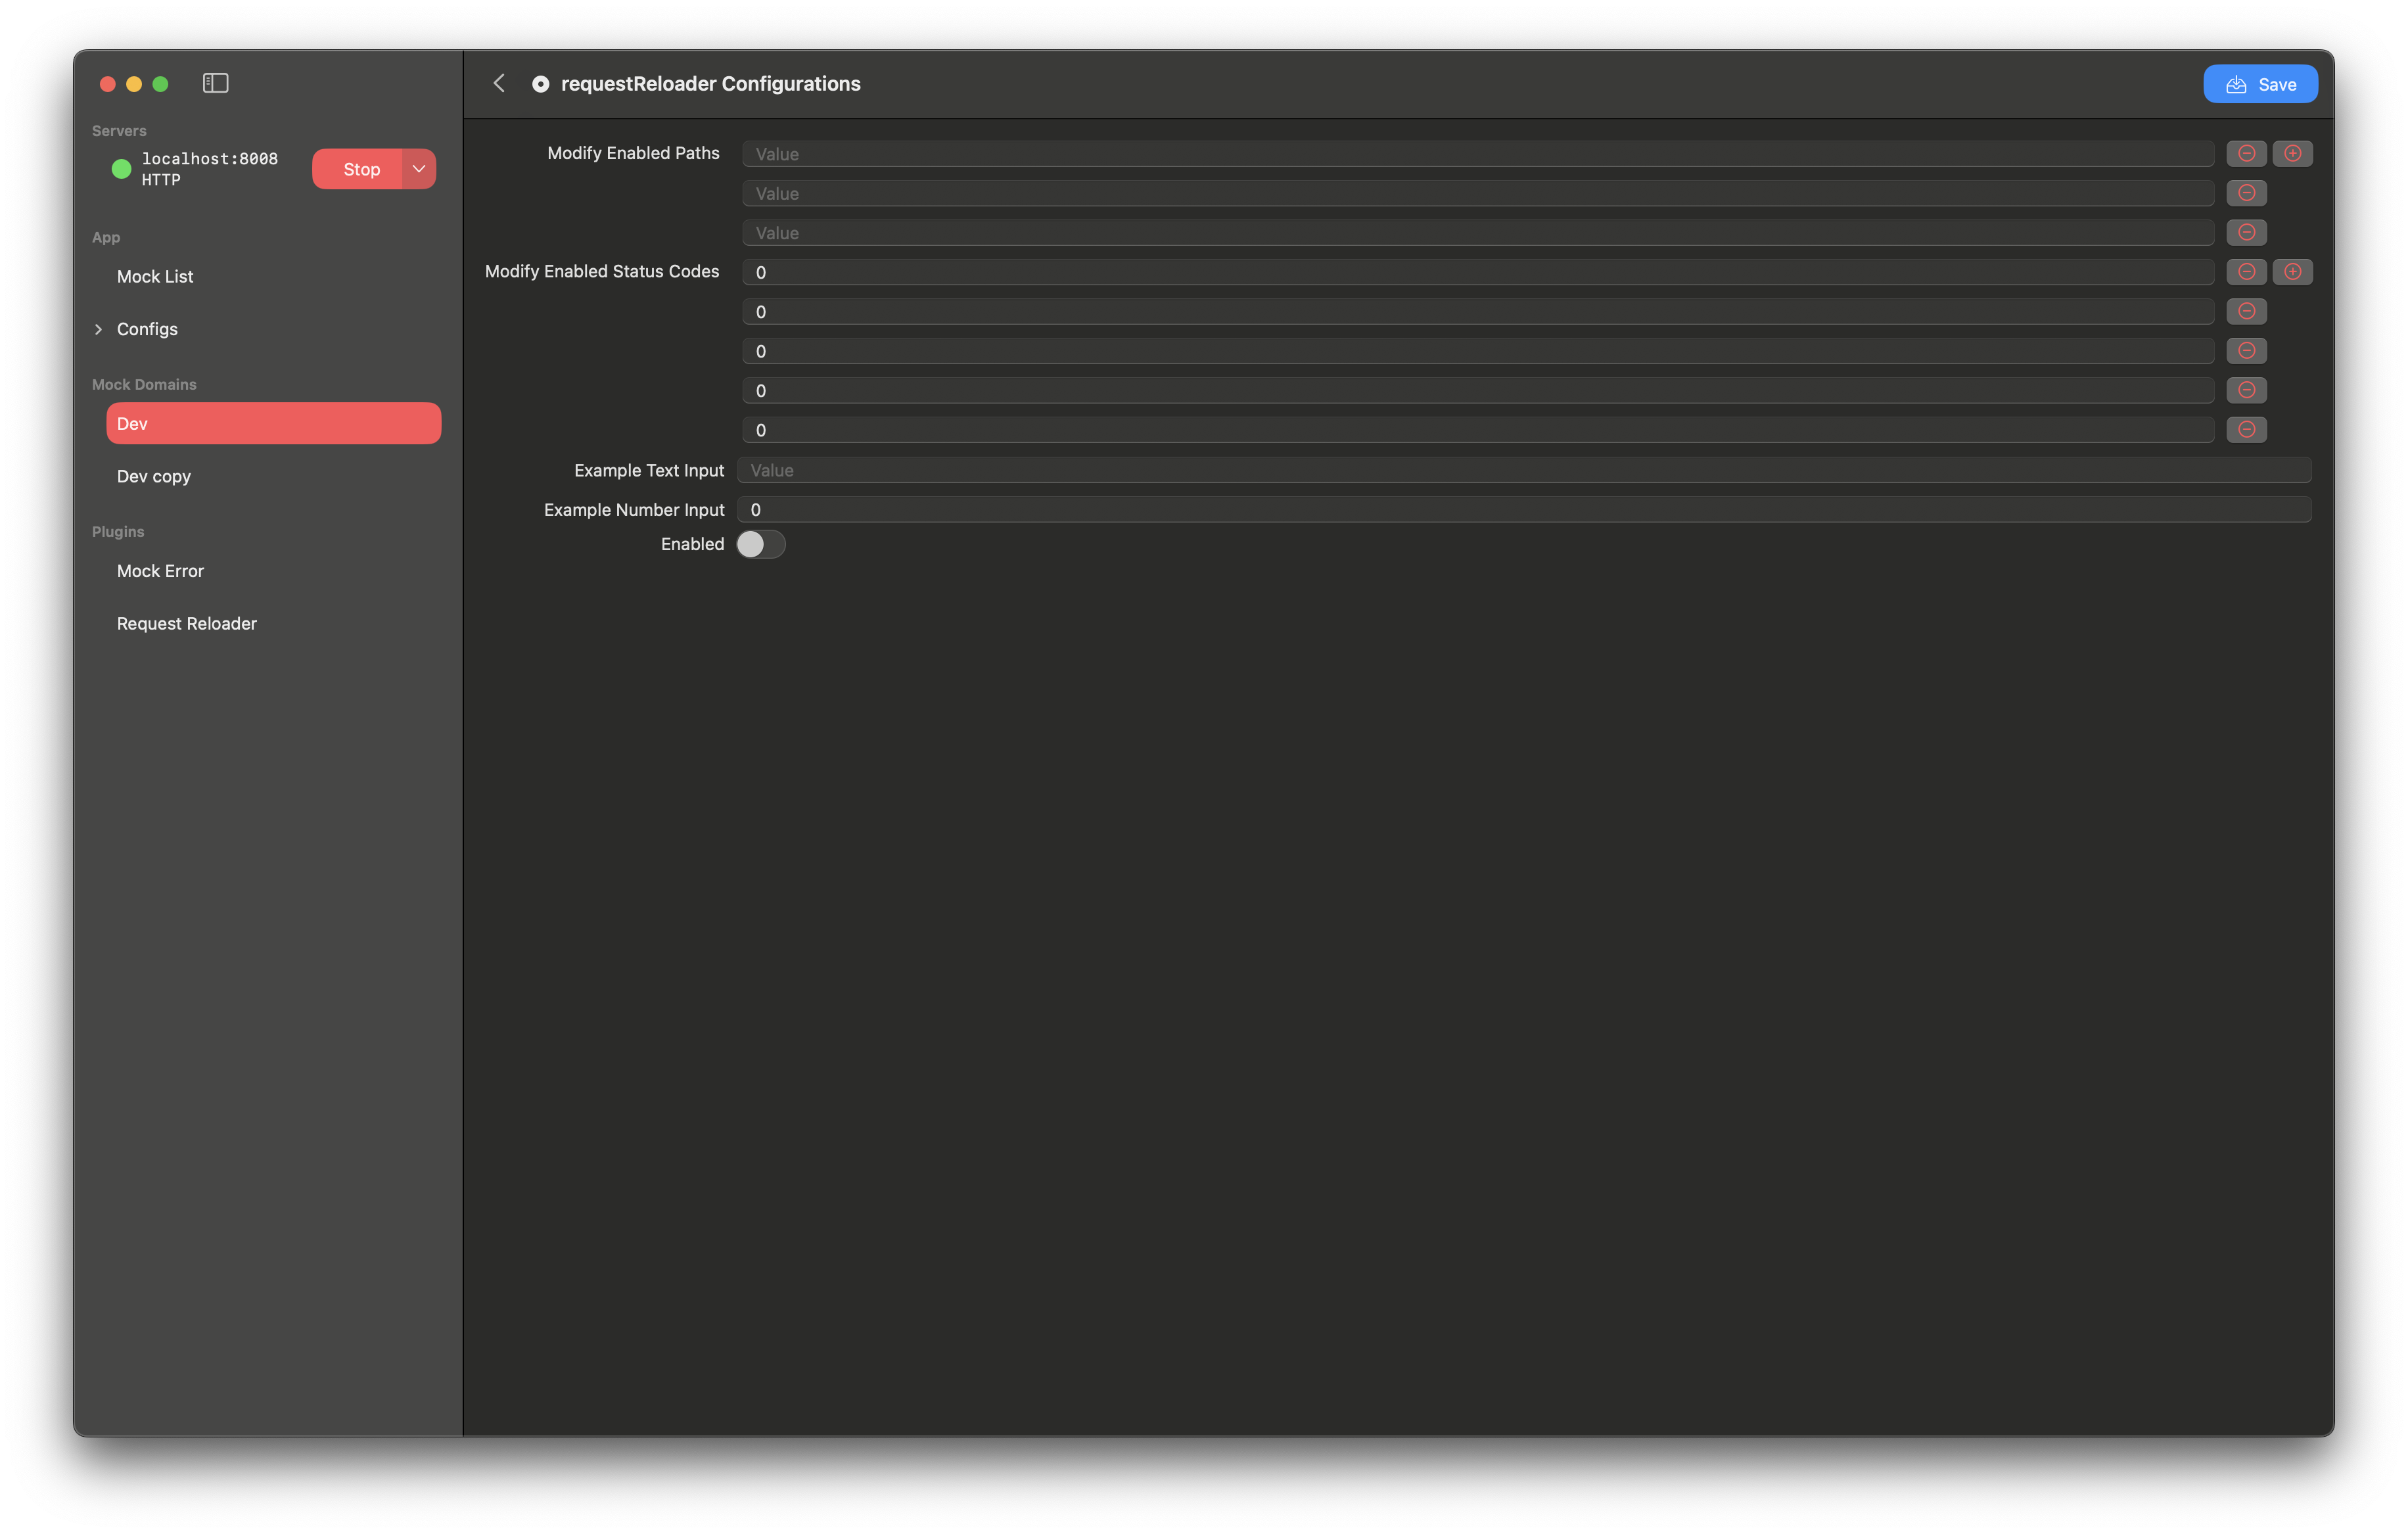 requestReloader Configurations
Save
Servers
localhost:8008
HTTP
Stop
App
Mock List
Configs
Mock Domains
Dev
Dev copy
Plugins
Mock Error
Request Reloader
Modify Enabled Paths
Value
Value
Value
Modify Enabled Status Codes
0
0
0
0
0
Example Text Input
Value
Example Number Input
0
Enabled